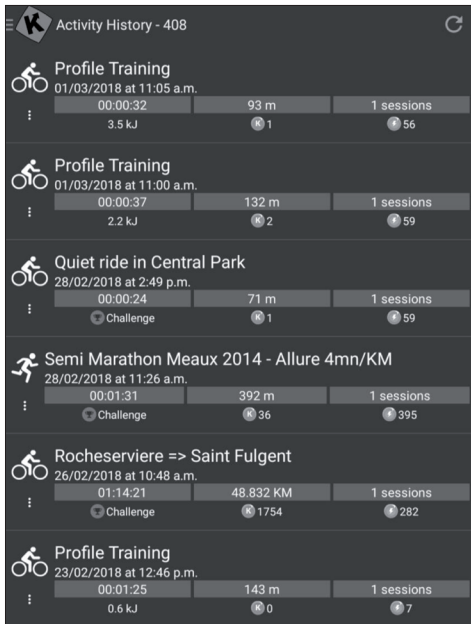 K Activity History - 408
Profile Training
01/03/2018 at 11:05 a.m.
00:00:32 93 m 1 sessions
3.5 kJ K 1 56
Profile Training
01/03/2018 at 11:00 a.m.
00:00:37 132 m 1 sessions
2.2 kJ K 2 59
Quiet ride in Central Park
28/02/2018 at 2:49 p.m.
00:00:24 71 m 1 sessions
Challenge K 1 59
Semi Marathon Meaux 2014 - Allure 4mn/KM
28/02/2018 at 11:26 a.m.
00:01:31 392 m 1 sessions
Challenge K 36 395
Rocheserviere => Saint Fulgent
26/02/2018 at 10:48 a.m.
01:14:21 48.832 KM 1 sessions
Challenge K 1754 282
Profile Training
23/02/2018 at 12:46 p.m.
00:01:25 143 m 1 sessions
0.6 kJ K 0 7